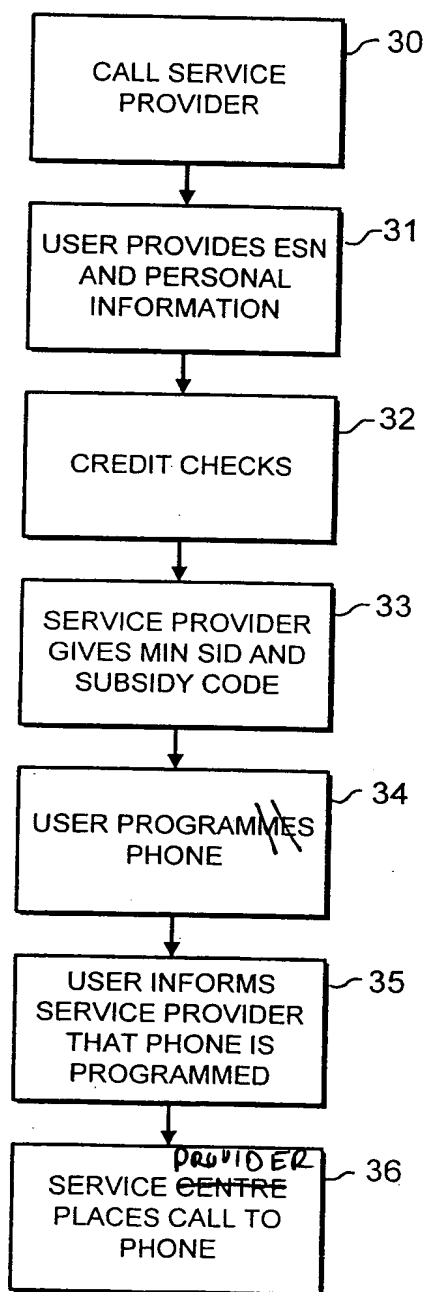 CALL SERVICE
PROVIDER
30
USER PROVIDES ESN
AND PERSONAL
INFORMATION
31
CREDIT CHECKS
32
SERVICE PROVIDER
GIVES MIN SID AND
SUBSIDY CODE
33
USER PROGRAMMES
PHONE
34
USER INFORMS
SERVICE PROVIDER
THAT PHONE IS
PROGRAMMED
35
PROVIDER
SERVICE CENTRE
PLACES CALL TO
PHONE
36